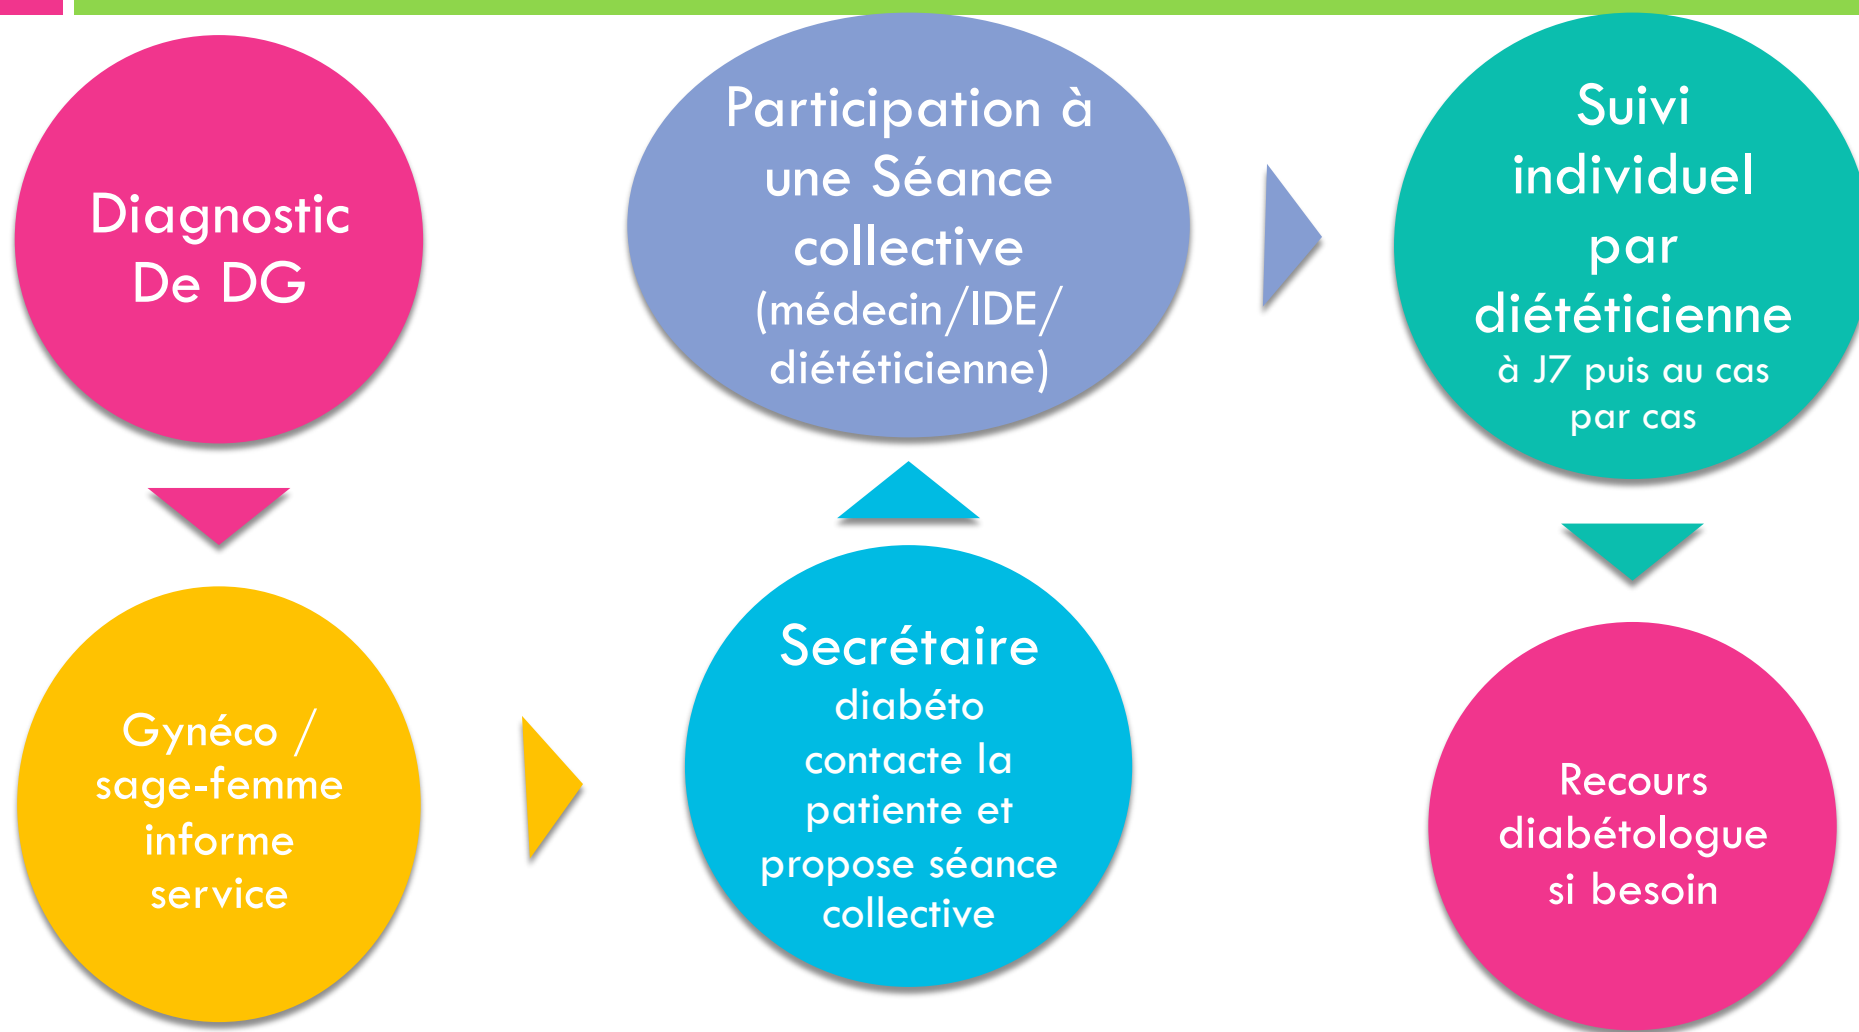 Diagnostic
De DG
Gynéco /
sage-femme
informe
service
Secrétaire
diabéto
contacte la
patiente et
propose séance
collective
Participation à
une Séance
collective
(médecin/IDE/
diététicienne)
Suivi
individuel
par
diététicienne
à J7 puis au cas
par cas
Recours
diabétologue
si besoin